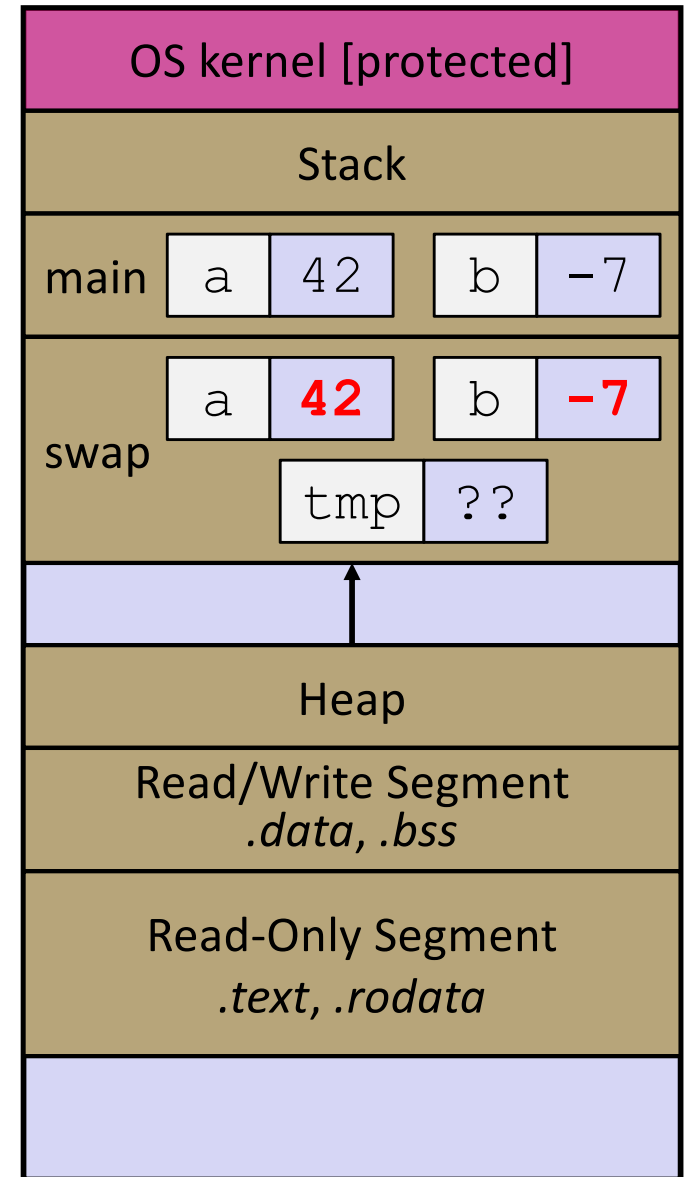 OS kernel [protected]
Stack
main a 42 b -7
a 42 b -7
swap
tmp ??
Heap
Read/Write Segment
.data, .bss
Read-Only Segment
.text, .rodata